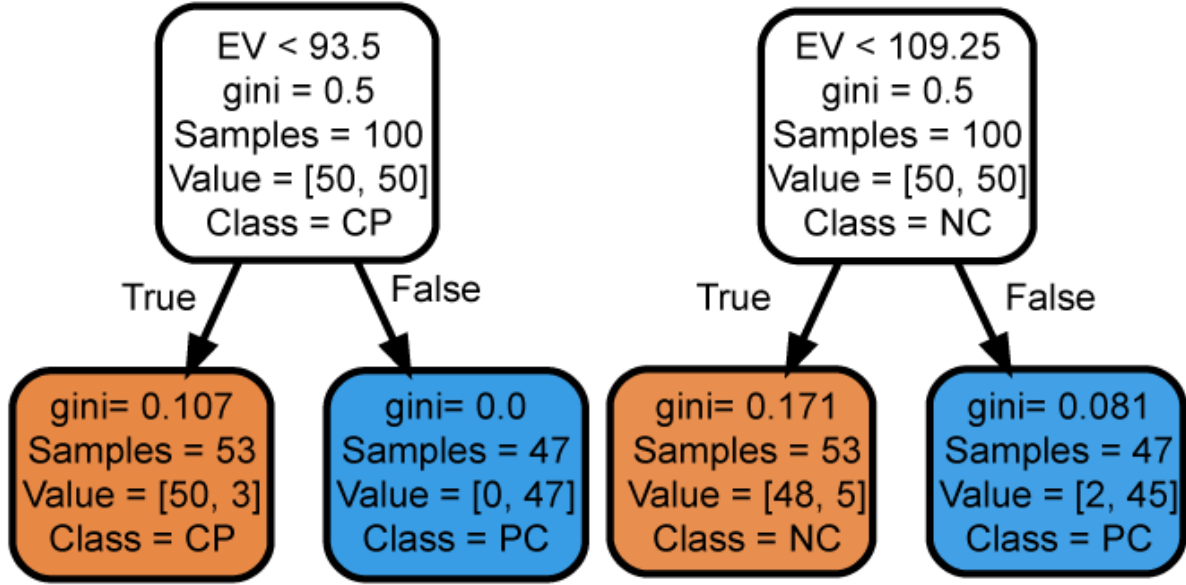 EV < 93.5
gini = 0.5
Samples = 100
Value = [50, 50]
Class = CP
True
False
gini= 0.107
Samples = 53
Value = [50, 3]
Class = CP
gini= 0.0
Samples = 47
Value = [0, 47]
Class = PC
EV < 109.25
gini = 0.5
Samples = 100
Value = [50, 50]
Class = NC
True
False
gini= 0.171
Samples = 53
Value = [48, 5]
Class = NC
gini= 0.081
Samples = 47
Value = [2, 45]
Class = PC